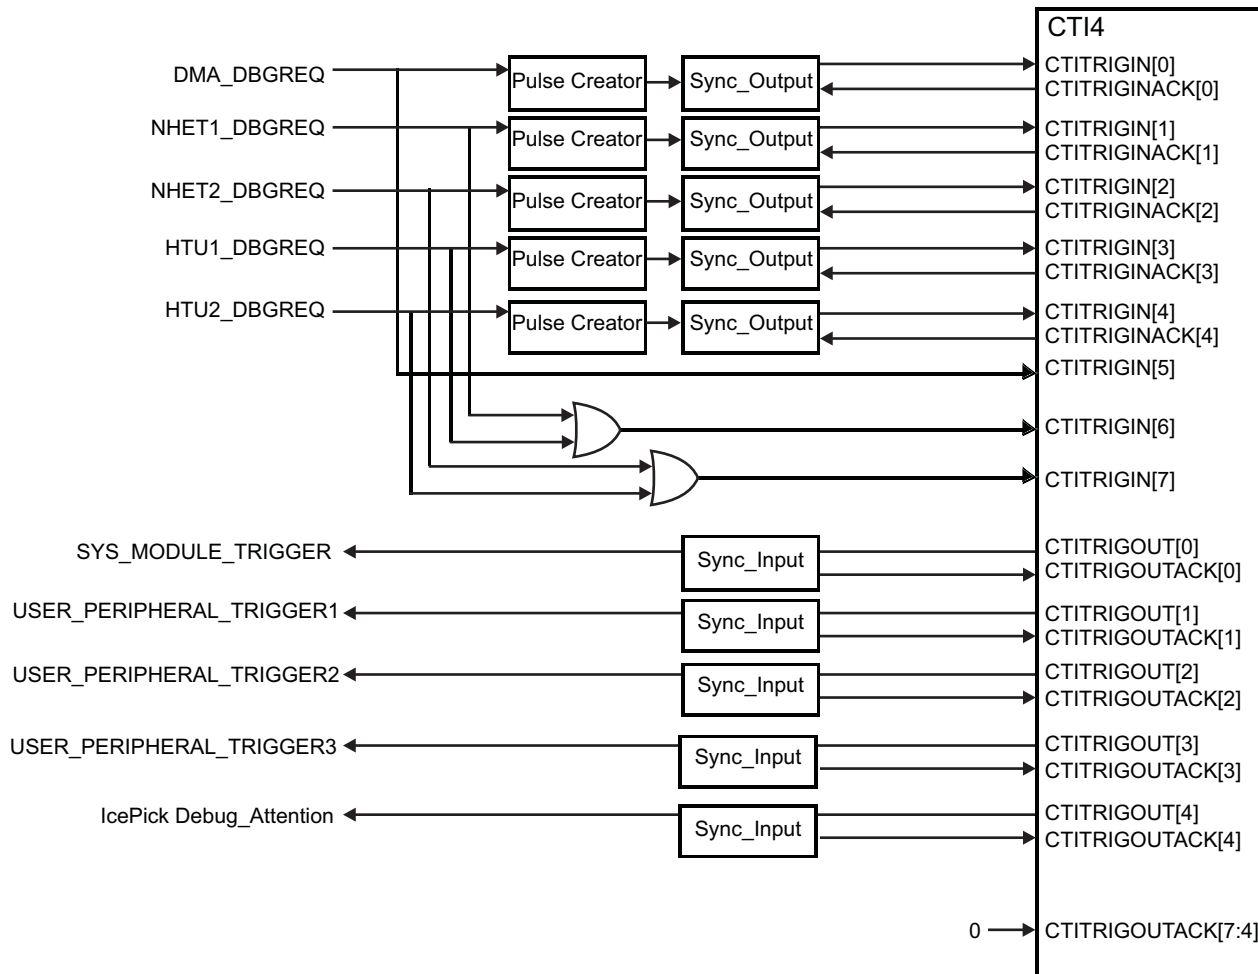 CTI4
DMA_DBGREQ
Pulse Creator
Sync_Output
CTITRIGIN[0]
CTITRIGINACK[0]
NHET1_DBGREQ
Pulse Creator
Sync_Output
CTITRIGIN[1]
CTITRIGINACK[1]
NHET2_DBGREQ
Pulse Creator
Sync_Output
CTITRIGIN[2]
CTITRIGINACK[2]
HTU1_DBGREQ
Pulse Creator
Sync_Output
CTITRIGIN[3]
CTITRIGINACK[3]
HTU2_DBGREQ
Pulse Creator
Sync_Output
CTITRIGIN[4]
CTITRIGINACK[4]
CTITRIGIN[5]
CTITRIGIN[6]
CTITRIGIN[7]
SYS_MODULE_TRIGGER
Sync_Input
CTITRIGOUT[0]
CTITRIGOUTACK[0]
USER_PERIPHERAL_TRIGGER1
Sync_Input
CTITRIGOUT[1]
CTITRIGOUTACK[1]
USER_PERIPHERAL_TRIGGER2
Sync_Input
CTITRIGOUT[2]
CTITRIGOUTACK[2]
USER_PERIPHERAL_TRIGGER3
Sync_Input
CTITRIGOUT[3]
CTITRIGOUTACK[3]
IcePick Debug_Attention
Sync_Input
CTITRIGOUT[4]
CTITRIGOUTACK[4]
0
CTITRIGOUTACK[7:4]